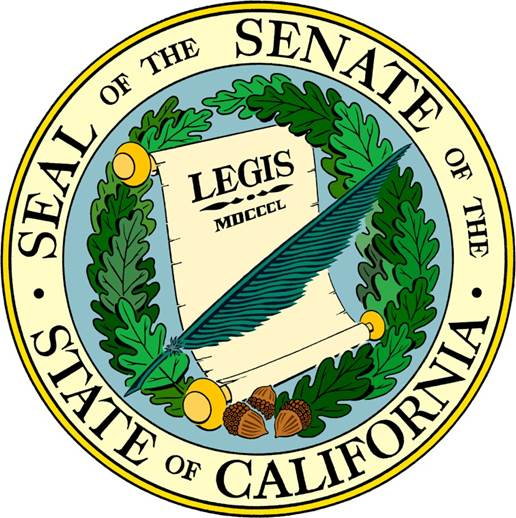 SEAL OF THE SENATE OF THE
STATE OF CALIFORNIA
LEGIS
MDCCCL